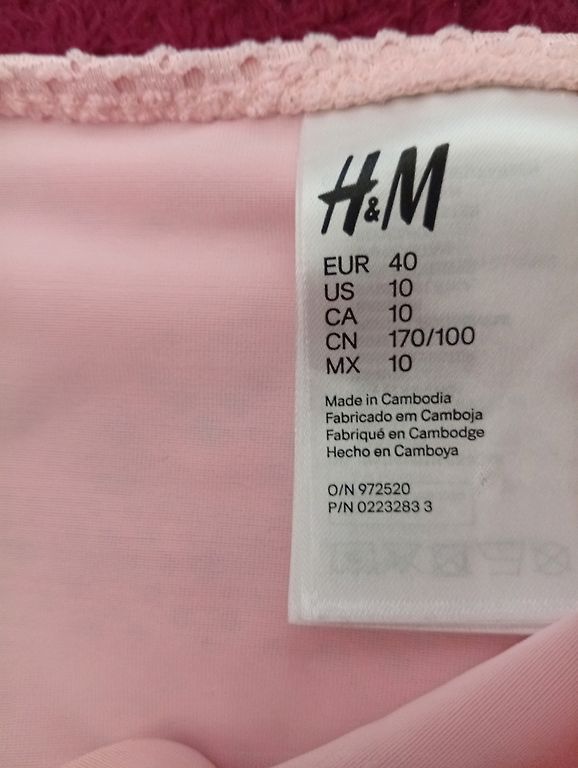 H&M
EUR 40
US 10
CA 10
CN 170/100
MX 10
Made in Cambodia
Fabricado em Camboja
Fabriqué en Cambodge
Hecho en Camboya
O/N 972520
P/N 0223283 3